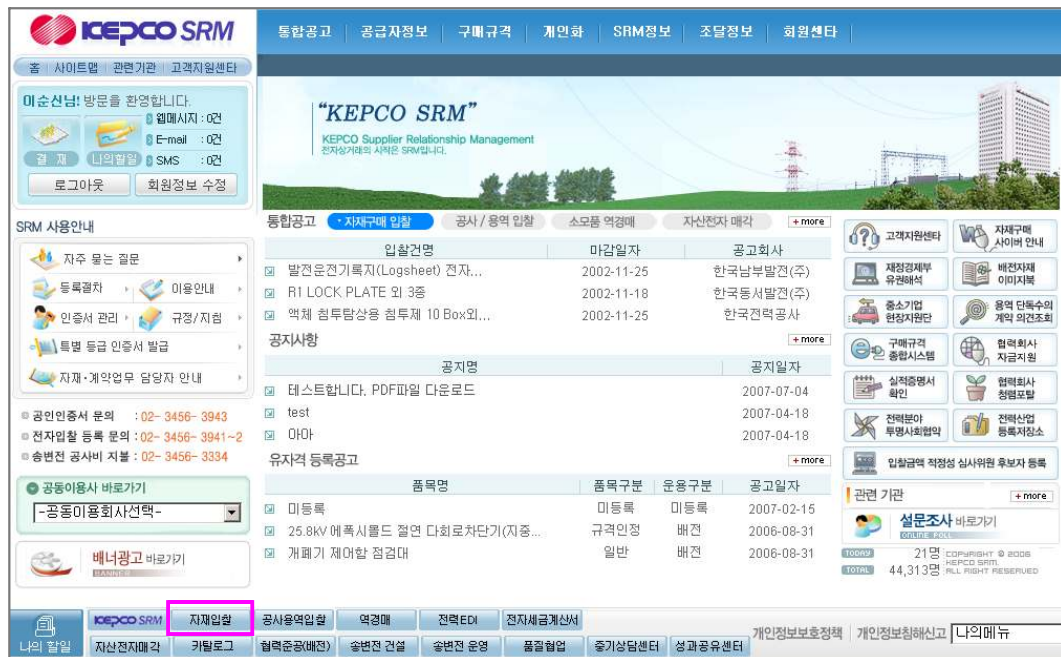 KEPCO SRM
통합공고 공급자정보 구매규격 개인화 SRM정보 조달정보 회원센타
홈 사이트맵 관련기관 고객지원센타
이순신님! 방문을 환영합니다.
웹메시지 : 0건
E-mail : 0건
SMS : 0건
결 재 나의할일
로그아웃 회원정보 수정
"KEPCO SRM"
KEPCO Supplier Relationship Management
전자상거래의 시작은 SRM입니다.
SRM 사용안내
자주 묻는 질문
등록결차 이용안내
인증서 관리 규정/지침
특별 등급 인증서 발급
자재·계약업무 담당자 안내
공인인증서 문의 : 02- 3456- 3943
전자입찰 등록 문의 : 02- 3456- 3941~2
송변전 공사비 지불 : 02- 3456- 3334
공동이용사 바로가기
-공동이용회사선택-
배너광고 바로가기
BANNER
통합공고 자재구매 입찰 공사 / 용역 입찰 소모품 역경매 자산전자 매각 +more
입찰건명 마감일자 공고회사
발전운전기록지(Logsheet) 전자... 2002-11-25 한국남부발전(주)
R1 LOCK PLATE 외 3종 2002-11-18 한국동서발전(주)
액체 침투탐상용 침투제 10 Box외... 2002-11-25 한국전력공사
공지사항 +more
공지명 공지일자
테스트합니다, PDF파일 다운로드 2007-07-04
test 2007-04-18
아아 2007-04-18
유자격 등록공고 +more
품목명 품목구분 운용구분 공고일자
미등록 미등록 미등록 2007-02-15
25.8kV 에폭시몰드 절연 다회로차단기(지중... 규격인정 배전 2006-08-31
개폐기 제어함 점검대 일반 배전 2006-08-31
고객지원센타 자재구매 사이버 안내
재정경제부 유권해석 배전자재 이미지북
중소기업 현장지원단 용역 단독수의 계약 의견조회
구매규격 종합시스템 협력회사 자금지원
실적증명서 확인 협력회사 청렴포탈
전력분야 투명사회협약 전력산업 등록저장소
입찰금액 적정성 심사위원 후보자 등록
관련 기관 +more
설문조사 바로가기
ONLINE POLL
TODAY 21명
TOTAL 44,313명
COPYRIGHT © 2006
KEPCO SRM.
ALL RIGHT RESERVED
나의 할일
KEPCO SRM 자재입찰 공사용역입찰 역경매 전력EDI 전자세금계산서
자산전자매각 카탈로그 협력준공(배전) 송변전 건설 송변전 운영 품질협업 중기상담센터 성과공유센터
개인정보보호정책 개인정보침해신고 나의메뉴